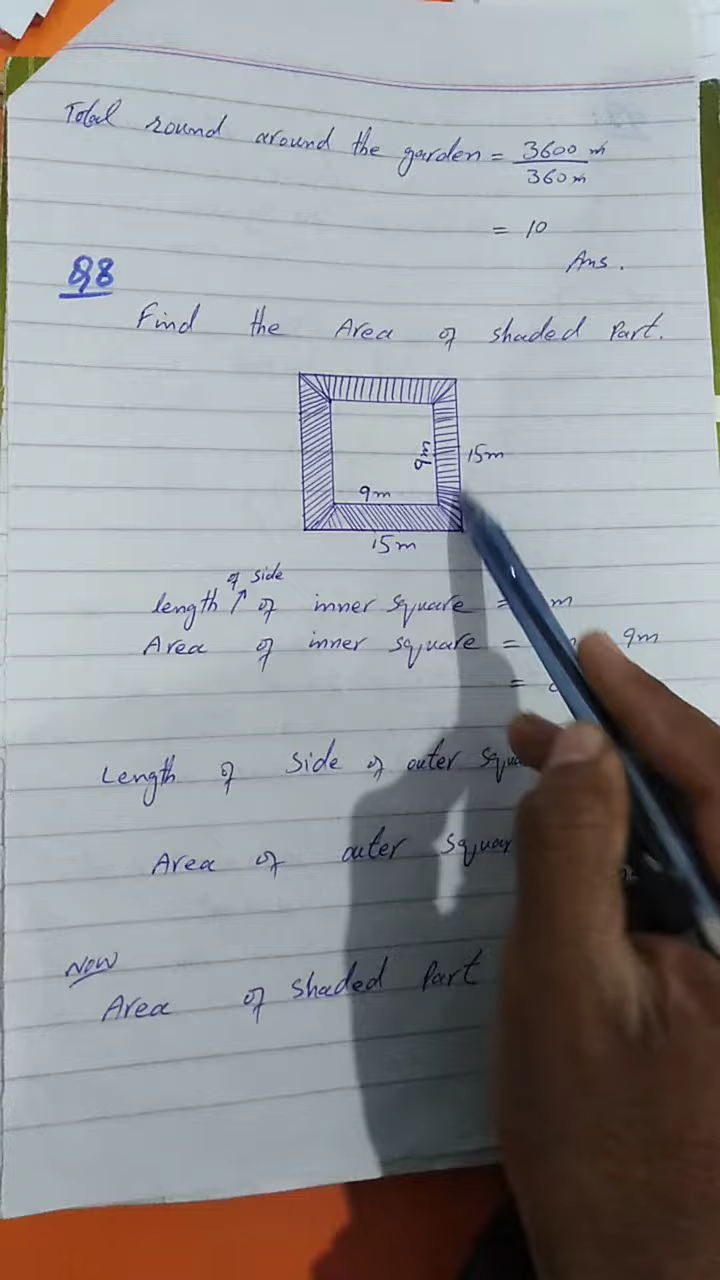 Total round around the garden = 3600 m / 360 m
= 10
Ans.
Q8
Find the Area of shaded Part.
9m
15m
9m
15m
of side
length ↑ of inner square = m
Area of inner square = 9m
=
Length of side of outer
Area of outer
Now
Area of shaded Part